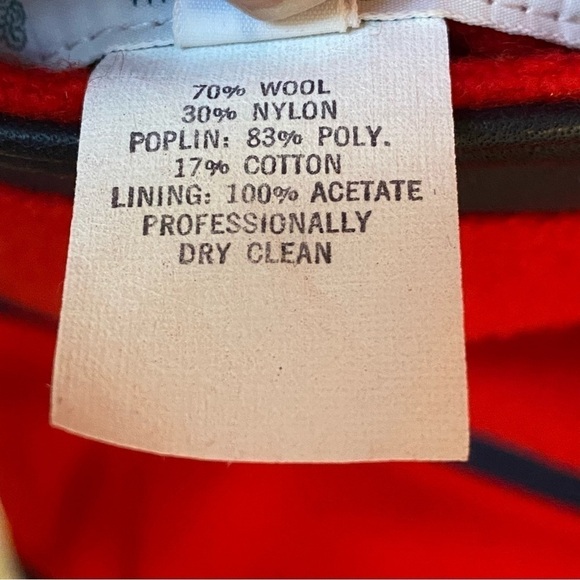 70% WOOL
30% NYLON
POPLIN: 83% POLY.
17% COTTON
LINING: 100% ACETATE
PROFESSIONALLY
DRY CLEAN